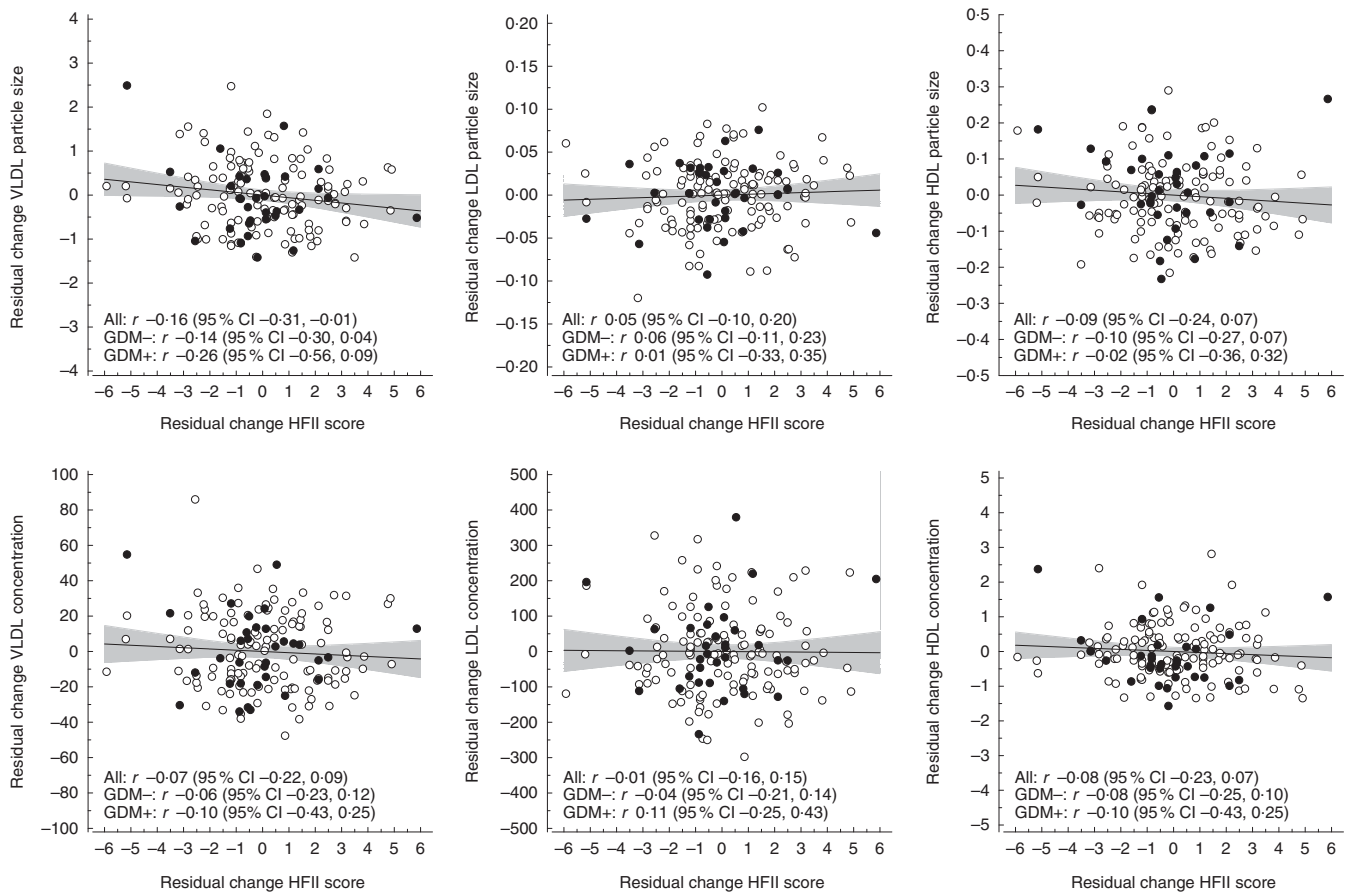 4
3
2
1
0
–1
–2
–3
–4
Residual change VLDL particle size
All: r –0·16 (95 % CI –0·31, –0·01)
GDM–: r –0·14 (95 % CI –0·30, 0·04)
GDM+: r –0·26 (95 % CI –0·56, 0·09)
–6 –5 –4 –3 –2 –1 0 1 2 3 4 5 6
Residual change HFII score
0·20
0·15
0·10
0·05
0·00
–0·05
–0·10
–0·15
–0·20
Residual change LDL particle size
All: r 0·05 (95 % CI –0·10, 0·20)
GDM–: r 0·06 (95 % CI –0·11, 0·23)
GDM+: r 0·01 (95 % CI –0·33, 0·35)
–6 –5 –4 –3 –2 –1 0 1 2 3 4 5 6
Residual change HFII score
0·5
0·4
0·3
0·2
0·1
0·0
–0·1
–0·2
–0·3
–0·4
–0·5
Residual change HDL particle size
All: r –0·09 (95 % CI –0·24, 0·07)
GDM–: r –0·10 (95 % CI –0·27, 0·07)
GDM+: r –0·02 (95 % CI –0·36, 0·32)
–6 –5 –4 –3 –2 –1 0 1 2 3 4 5 6
Residual change HFII score
100
80
60
40
20
0
–20
–40
–60
–80
–100
Residual change VLDL concentration
All: r –0·07 (95 % CI –0·22, 0·09)
GDM–: r –0·06 (95 % CI –0·23, 0·12)
GDM+: r –0·10 (95 % CI –0·43, 0·25)
–6 –5 –4 –3 –2 –1 0 1 2 3 4 5 6
Residual change HFII score
500
400
300
200
100
0
–100
–200
–300
–400
–500
Residual change LDL concentration
All: r –0·01 (95 % CI –0·16, 0·15)
GDM–: r –0·04 (95 % CI –0·21, 0·14)
GDM+: r 0·11 (95 % CI –0·25, 0·43)
–6 –5 –4 –3 –2 –1 0 1 2 3 4 5 6
Residual change HFII score
5
4
3
2
1
0
–1
–2
–3
–4
–5
Residual change HDL concentration
All: r –0·08 (95 % CI –0·23, 0·07)
GDM–: r –0·08 (95 % CI –0·25, 0·10)
GDM+: r –0·10 (95 % CI –0·43, 0·25)
–6 –5 –4 –3 –2 –1 0 1 2 3 4 5 6
Residual change HFII score